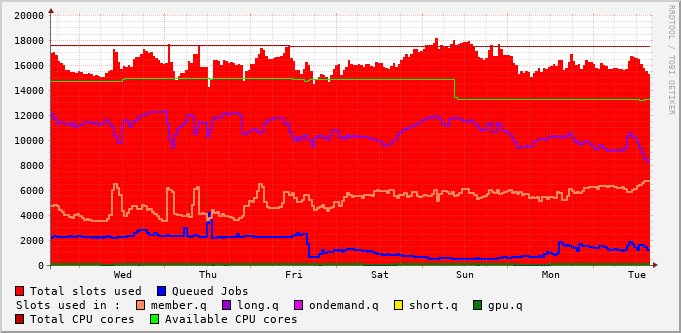 RRDTOOL / TOBI OETIKER
20000
18000
16000
14000
12000
10000
8000
6000
4000
2000
0
Wed Thu Fri Sat Sun Mon Tue
Total slots used Queued Jobs
Slots used in : member.q long.q ondemand.q short.q gpu.q
Total CPU cores Available CPU cores